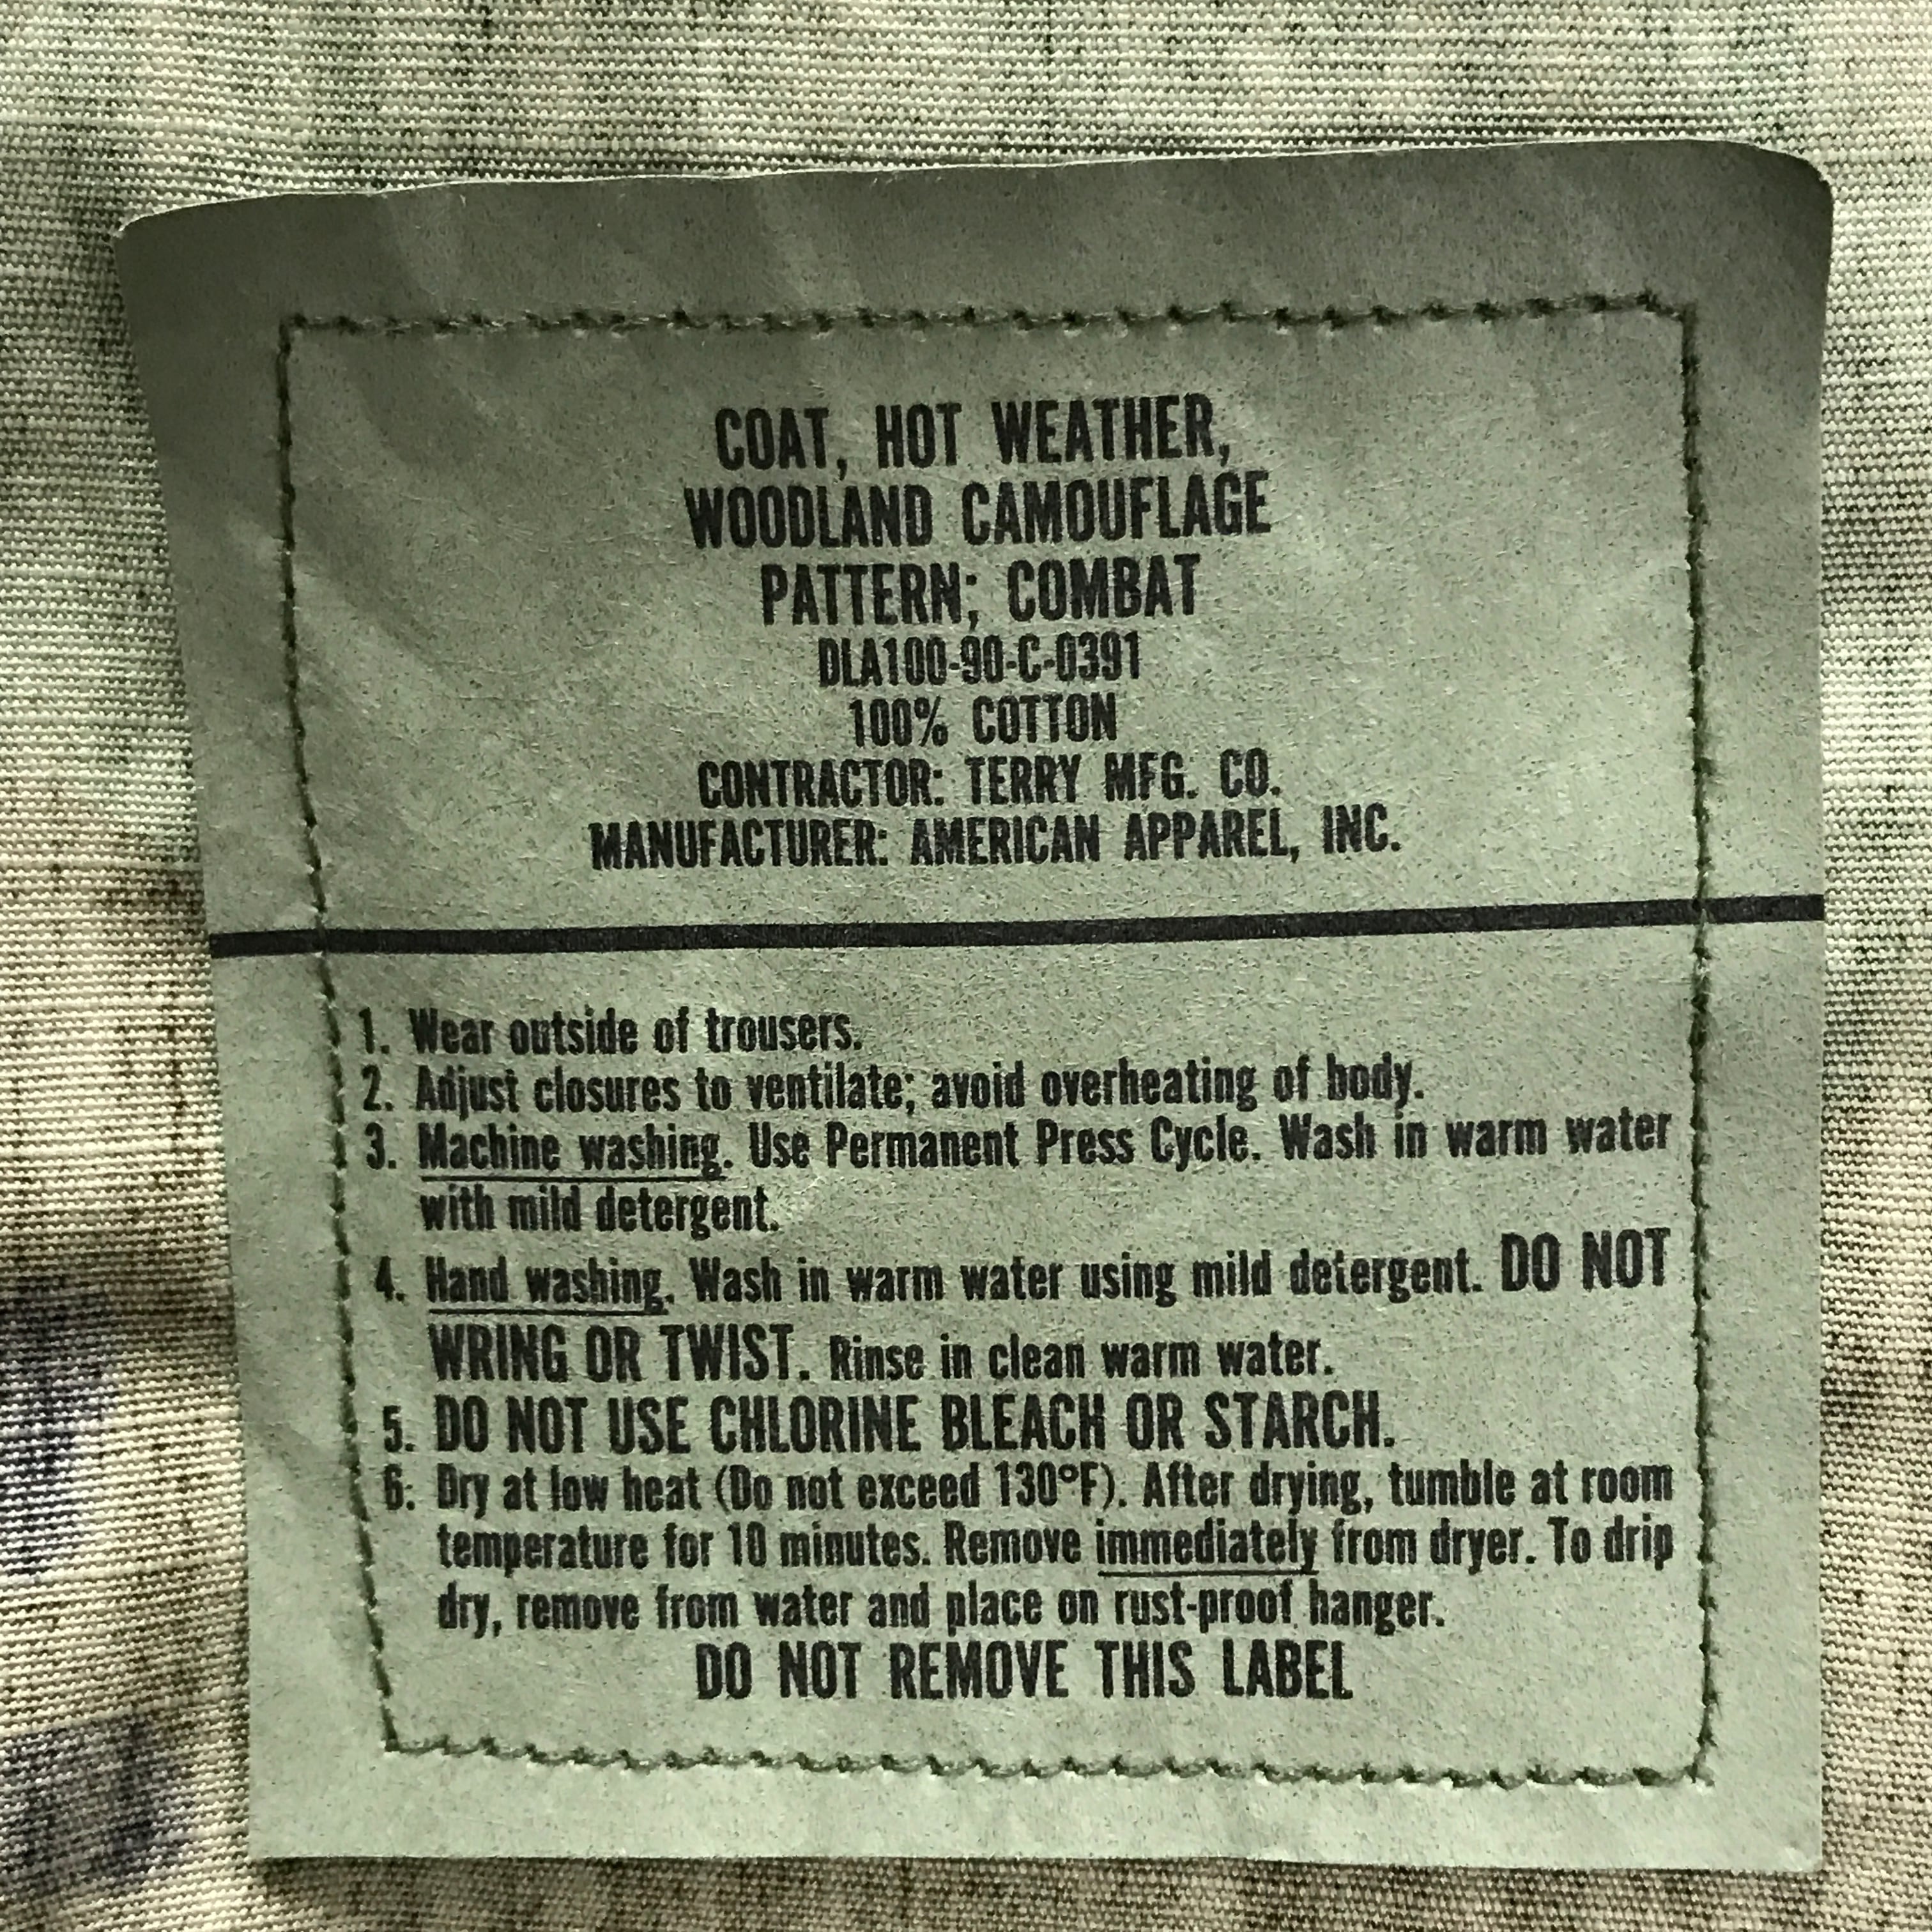 COAT, HOT WEATHER,
WOODLAND CAMOUFLAGE
PATTERN; COMBAT
DLA100-90-C-0391
100% COTTON
CONTRACTOR: TERRY MFG. CO.
MANUFACTURER: AMERICAN APPAREL, INC.
1. Wear outside of trousers.
2. Adjust closures to ventilate; avoid overheating of body.
3. Machine washing. Use Permanent Press Cycle. Wash in warm water
with mild detergent.
4. Hand washing. Wash in warm water using mild detergent. DO NOT
WRING OR TWIST. Rinse in clean warm water.
5. DO NOT USE CHLORINE BLEACH OR STARCH.
6. Dry at low heat (Do not exceed 130°F). After drying, tumble at room
temperature for 10 minutes. Remove immediately from dryer. To drip
dry, remove from water and place on rust-proof hanger.
DO NOT REMOVE THIS LABEL